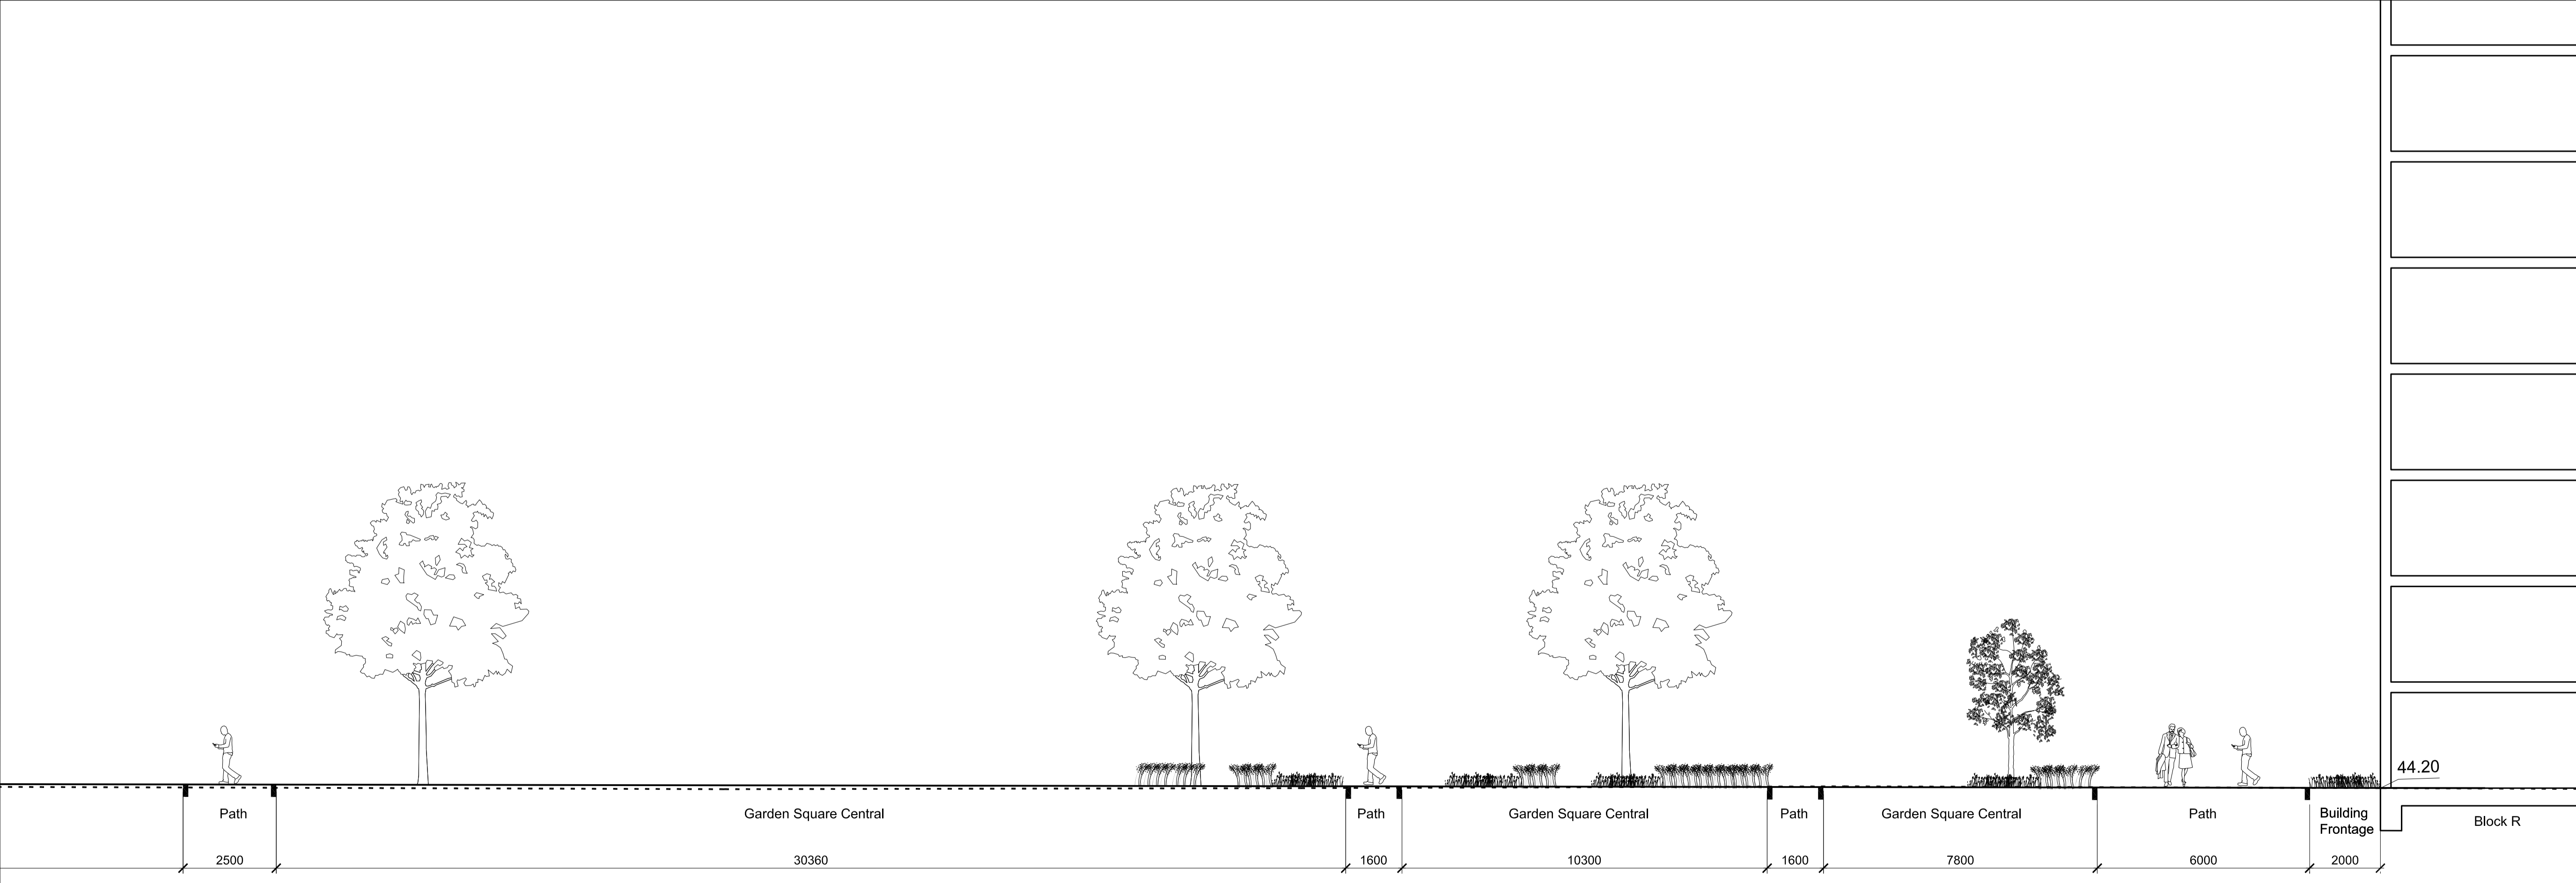 44.20
Path
Garden Square Central
Path
Garden Square Central
Path
Garden Square Central
Path
Building
Frontage
Block R
2500
30360
1600
10300
1600
7800
6000
2000